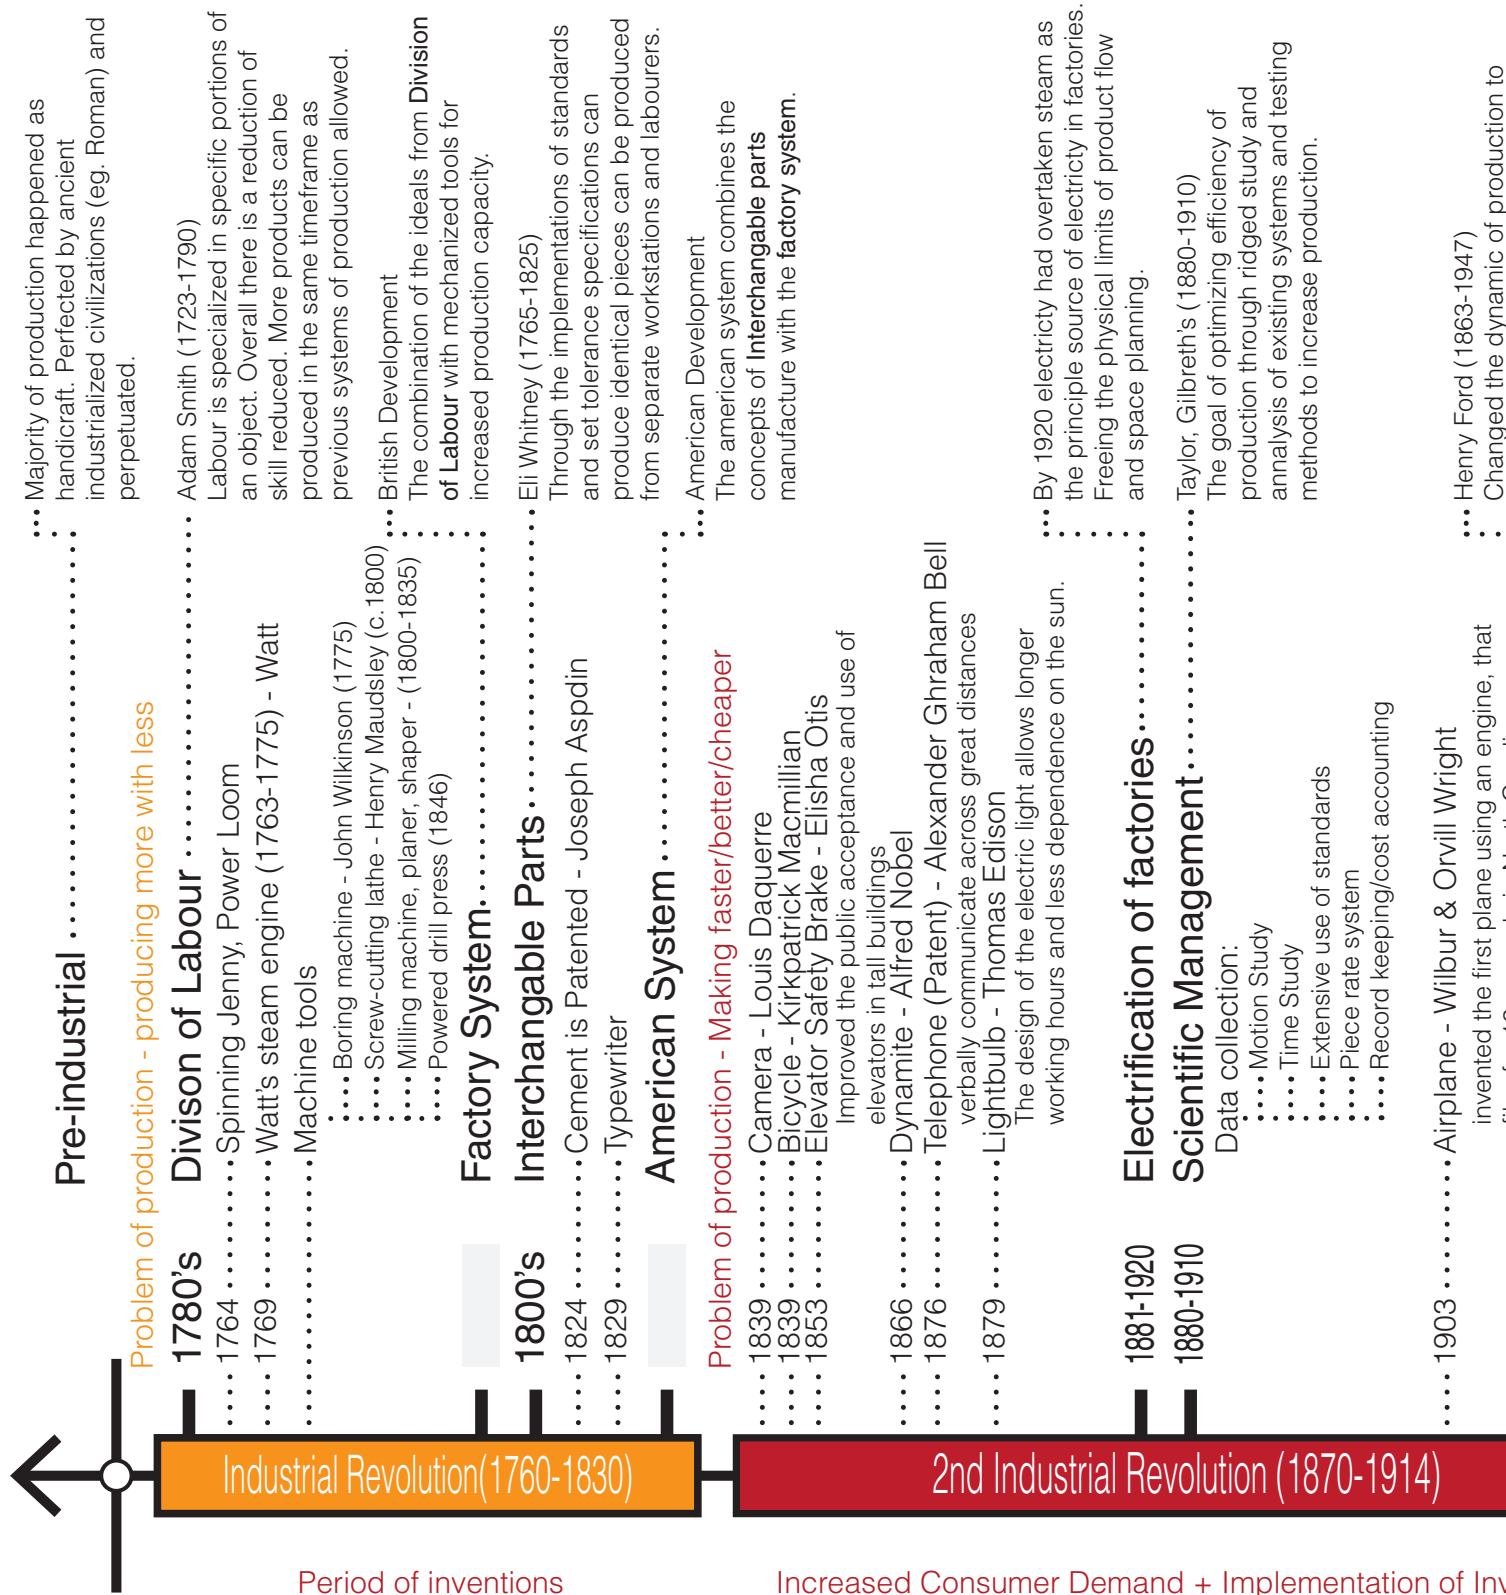 Pre-industrial
Majority of production happened as
handicraft. Perfected by ancient
industrialized civilizations (eg. Roman) and
perpetuated.
Problem of production - producing more with less
1780's
Divison of Labour
Adam Smith (1723-1790)
Labour is specialized in specific portions of
an object. Overall there is a reduction of
skill reduced. More products can be
produced in the same timeframe as
previous systems of production allowed.
1764
Spinning Jenny, Power Loom
1769
Watt's steam engine (1763-1775) - Watt
Machine tools
Boring machine - John Wilkinson (1775)
Screw-cutting lathe - Henry Maudsley (c.1800)
Milling machine, planer, shaper - (1800-1835)
Powered drill press (1846)
Factory System
British Development
The combination of the ideals from Division
of Labour with mechanized tools for
increased production capacity.
1800's
Interchangable Parts
Eli Whitney (1765-1825)
Through the implementations of standards
and set tolerance specifications can
produce identical pieces can be produced
from separate workstations and labourers.
1824
Cement is Patented - Joseph Aspdin
1829
Typewriter
American System
American Development
The american system combines the
concepts of Interchangable parts
manufacture with the factory system.
Problem of production - Making faster/better/cheaper
1839
Camera - Louis Daquerre
1839
Bicycle - Kirkpatrick Macmillian
1853
Elevator Safety Brake - Elisha Otis
Improved the public acceptance and use of
elevators in tall buildings
1866
Dynamite - Alfred Nobel
1876
Telephone (Patent) - Alexander Ghraham Bell
verbally communicate across great distances
1879
Lightbulb - Thomas Edison
The design of the electric light allows longer
working hours and less dependence on the sun.
1881-1920
Electrification of factories
By 1920 electricty had overtaken steam as
the principle source of electricty in factories.
Freeing the physical limits of product flow
and space planning.
1880-1910
Scientific Management
Taylor, Gilbreth's (1880-1910)
The goal of optimizing efficiency of
production through ridged study and
annalysis of existing systems and testing
methods to increase production.
Data collection:
Motion Study
Time Study
Extensive use of standards
Piece rate system
Record keeping/cost accounting
1903
Airplane - Wilbur & Orvill Wright
invented the first plane using an engine, that
Henry Ford (1863-1947)
Changed the dynamic of production to
Industrial Revolution(1760-1830)
2nd Industrial Revolution (1870-1914)
Period of inventions
Increased Consumer Demand + Implementation of Inv